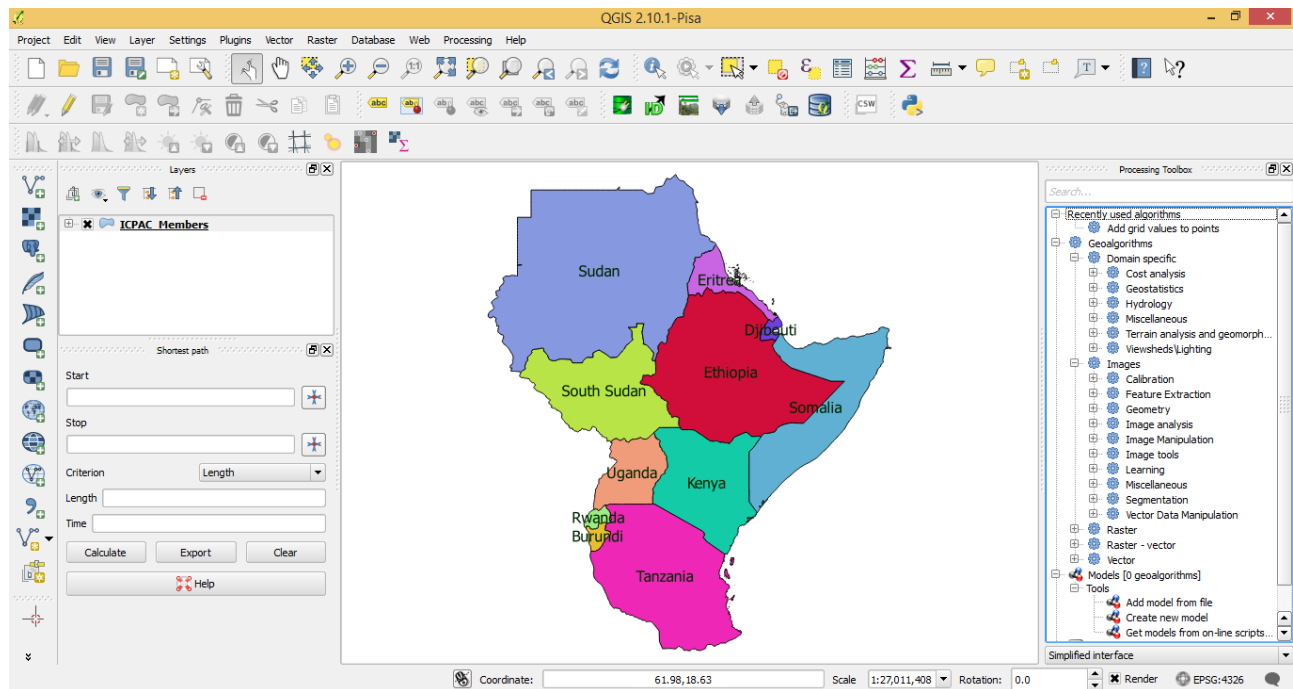 QGIS 2.10.1-Pisa
Project Edit View Layer Settings Plugins Vector Raster Database Web Processing Help
Layers
ICPAC_Members
Shortest path
Start
Stop
Criterion Length
Length
Time
Calculate Export Clear
Help
Sudan
Eritrea
Djibouti
Ethiopia
South Sudan
Somalia
Uganda
Kenya
Rwanda
Burundi
Tanzania
Processing Toolbox
Search...
Recently used algorithms
Add grid values to points
Geoalgorithms
Domain specific
Cost analysis
Geostatistics
Hydrology
Miscellaneous
Terrain analysis and geomorph...
Viewsheds\Lighting
Images
Calibration
Feature Extraction
Geometry
Image analysis
Image Manipulation
Image tools
Learning
Miscellaneous
Segmentation
Vector Data Manipulation
Raster
Raster - vector
Vector
Models [0 geoalgorithms]
Tools
Add model from file
Create new model
Get models from on-line scripts...
Simplified interface
Coordinate: 61.98,18.63 Scale 1:27,011,408 Rotation: 0.0 Render EPSG:4326